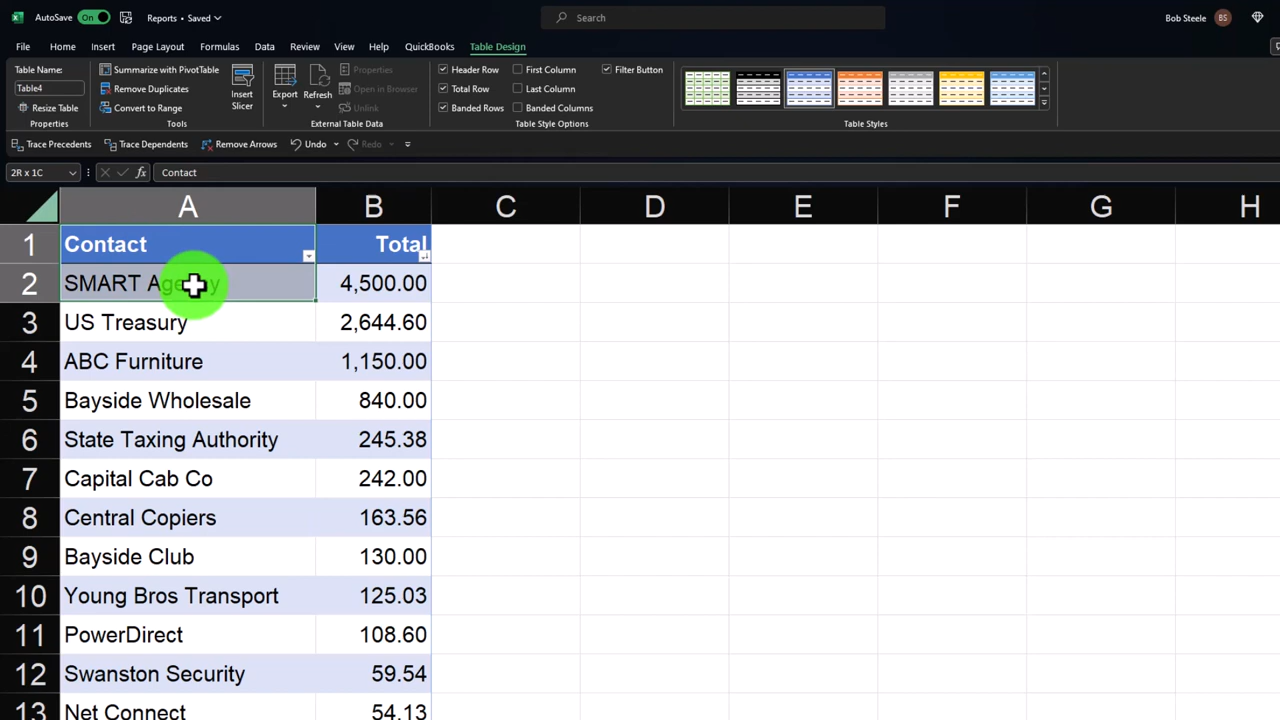 AutoSave On Reports • Saved Search Bob Steele BS
File Home Insert Page Layout Formulas Data Review View Help QuickBooks Table Design
Table Name:
Table4
Resize Table
Properties
Summarize with PivotTable
Remove Duplicates
Convert to Range
Tools
Insert
Slicer
Export
Refresh
Properties
Open in Browser
Unlink
External Table Data
Header Row First Column Filter Button
Total Row Last Column
Banded Rows Banded Columns
Table Style Options
Table Styles
Trace Precedents Trace Dependents Remove Arrows Undo Redo
2R x 1C fx Contact
A B C D E F G H
1 Contact Total
2 SMART 4,500.00
3 US Treasury 2,644.60
4 ABC Furniture 1,150.00
5 Bayside Wholesale 840.00
6 State Taxing Authority 245.38
7 Capital Cab Co 242.00
8 Central Copiers 163.56
9 Bayside Club 130.00
10 Young Bros Transport 125.03
11 PowerDirect 108.60
12 Swanston Security 59.54
13 Net Connect 54.13